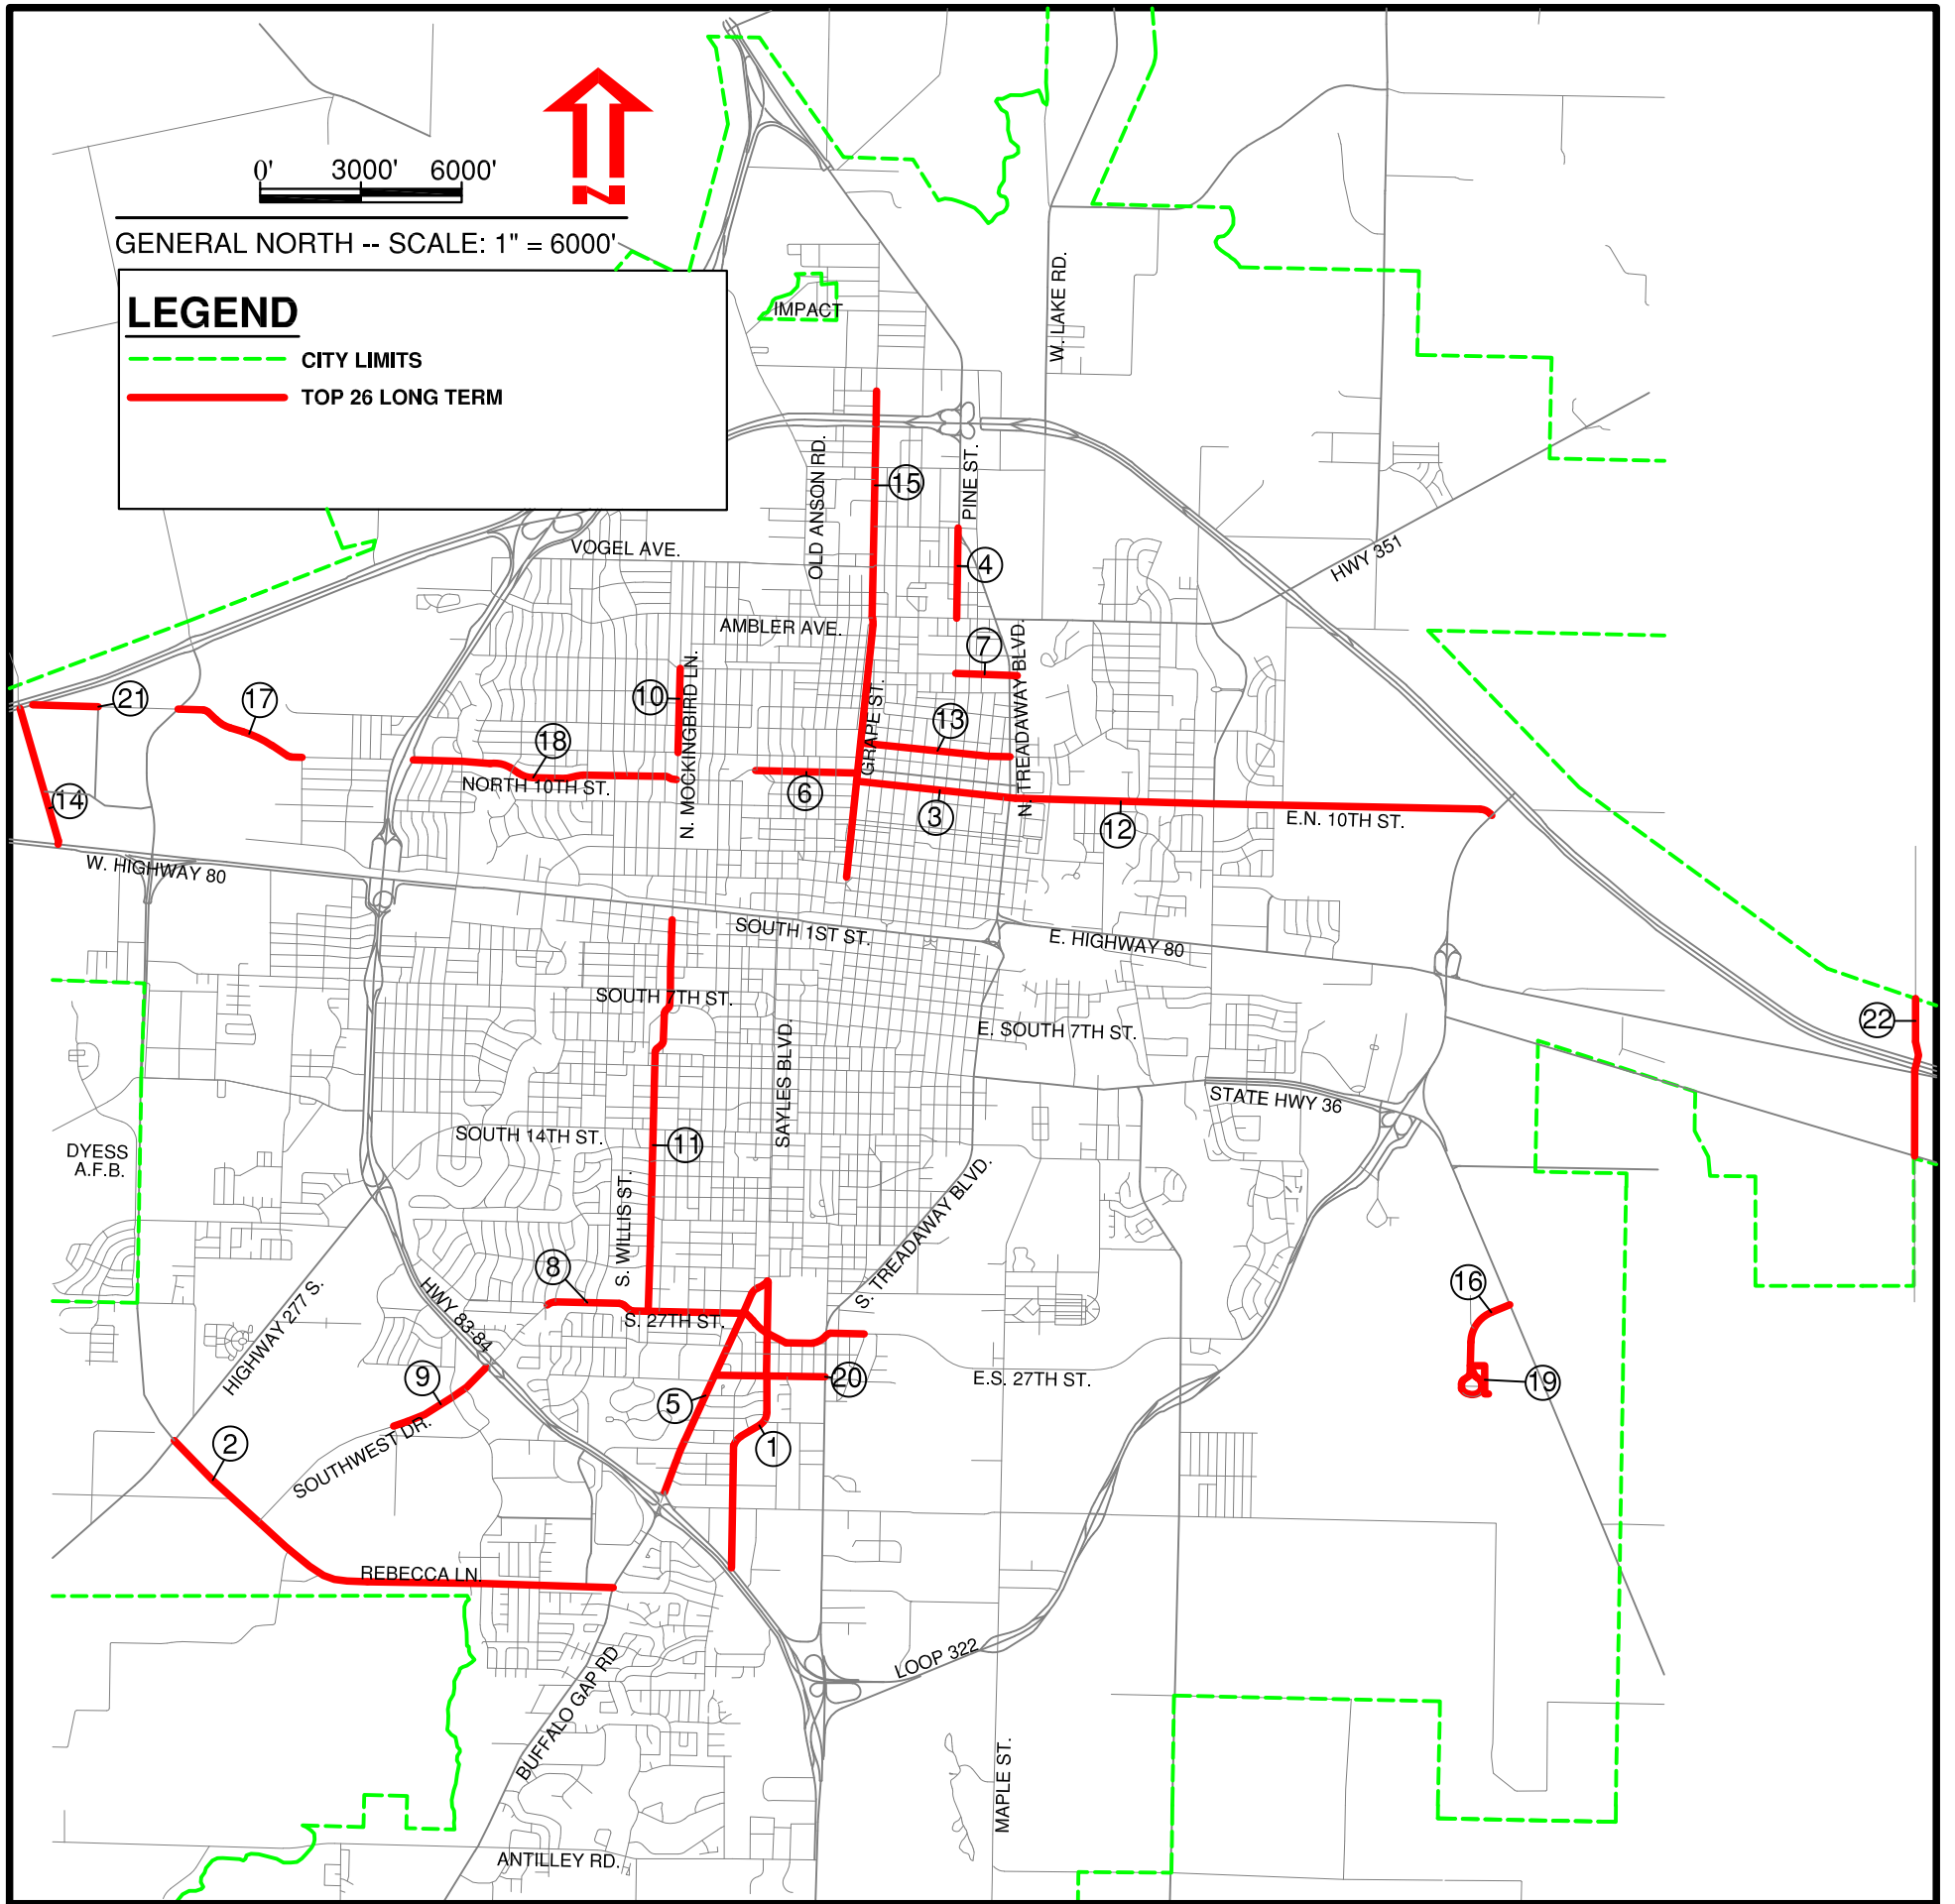 0' 3000' 6000'
N
GENERAL NORTH -- SCALE: 1" = 6000'
LEGEND
CITY LIMITS
TOP 26 LONG TERM
IMPACT
W. LAKE RD.
OLD ANSON RD.
PINE ST.
15
VOGEL AVE.
4
HWY 351
AMBLER AVE.
7
N. TREADAWAY BLVD.
N. MOCKINGBIRD LN.
10
GRAPE ST.
21
17
18
13
NORTH 10TH ST.
14
6
3
12
E.N. 10TH ST.
W. HIGHWAY 80
SOUTH 1ST ST.
E. HIGHWAY 80
SOUTH 7TH ST.
22
E. SOUTH 7TH ST.
SAYLES BLVD.
STATE HWY 36
SOUTH 14TH ST.
11
DYESS
A.F.B.
S. WILLIS ST.
S. TREADAWAY BLVD.
8
16
HWY 83-84
S. 27TH ST.
HIGHWAY 277 S.
9
20
E.S. 27TH ST.
19
5
SOUTHWEST DR.
2
1
REBECCA LN.
LOOP 322
BUFFALO GAP RD
MAPLE ST.
ANTILLEY RD.